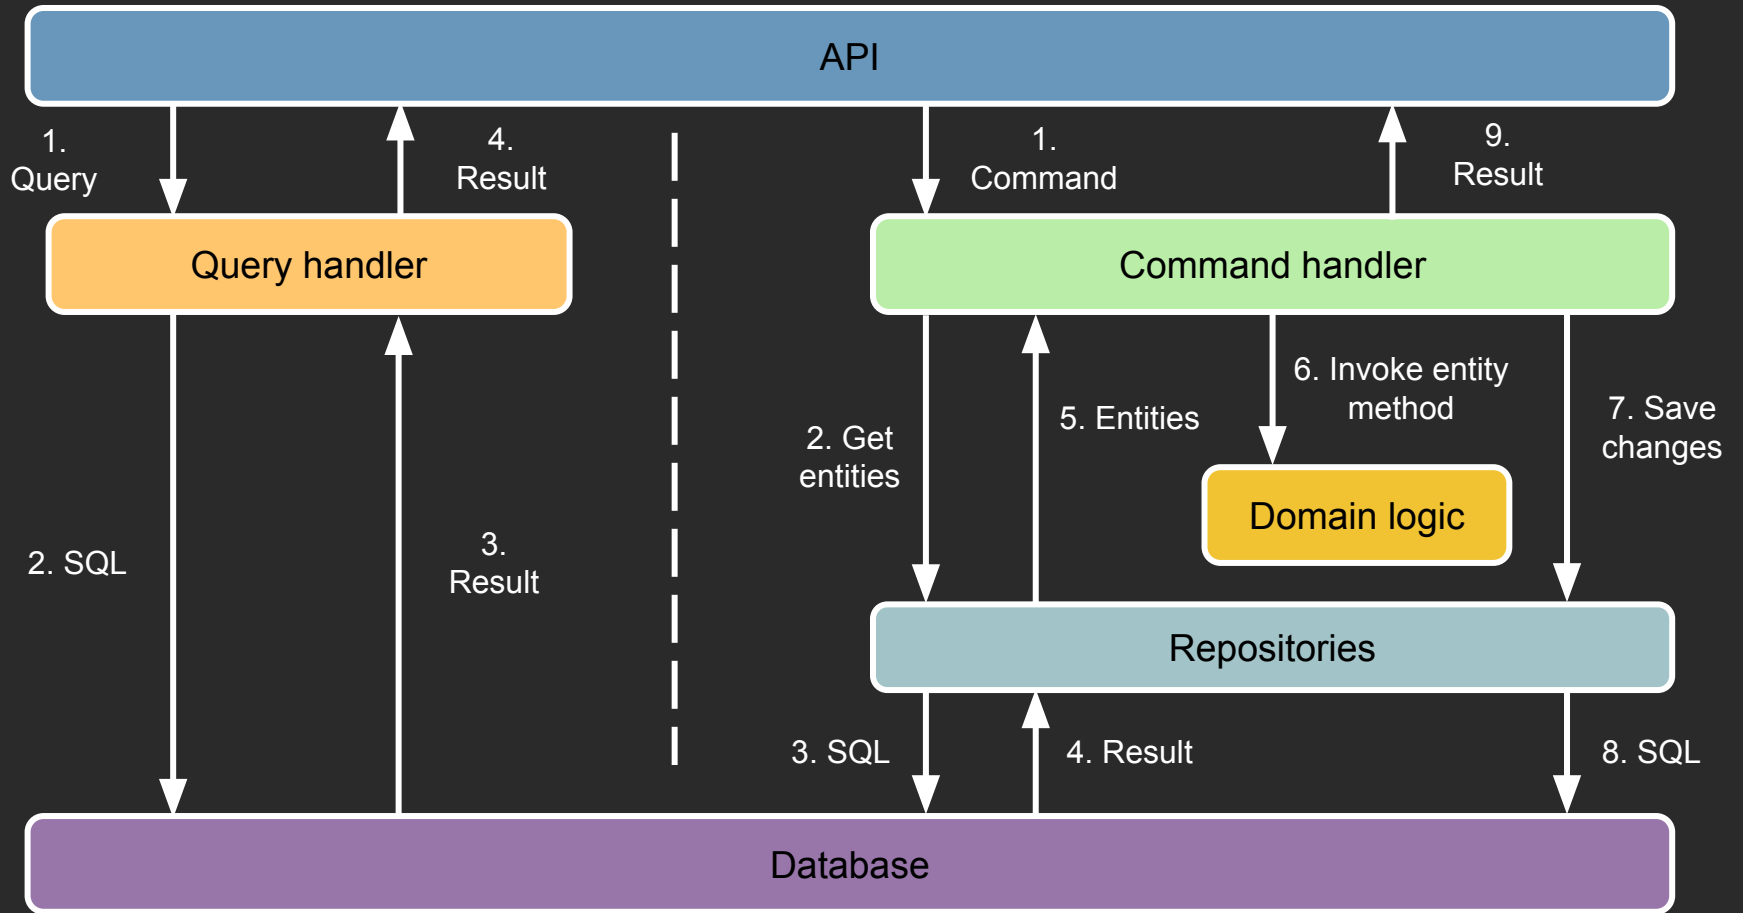 API
1.
Query
4.
Result
1.
Command
9.
Result
Query handler
Command handler
2. SQL
3.
Result
2. Get
entities
5. Entities
6. Invoke entity
method
7. Save
changes
Domain logic
Repositories
3. SQL
4. Result
8. SQL
Database